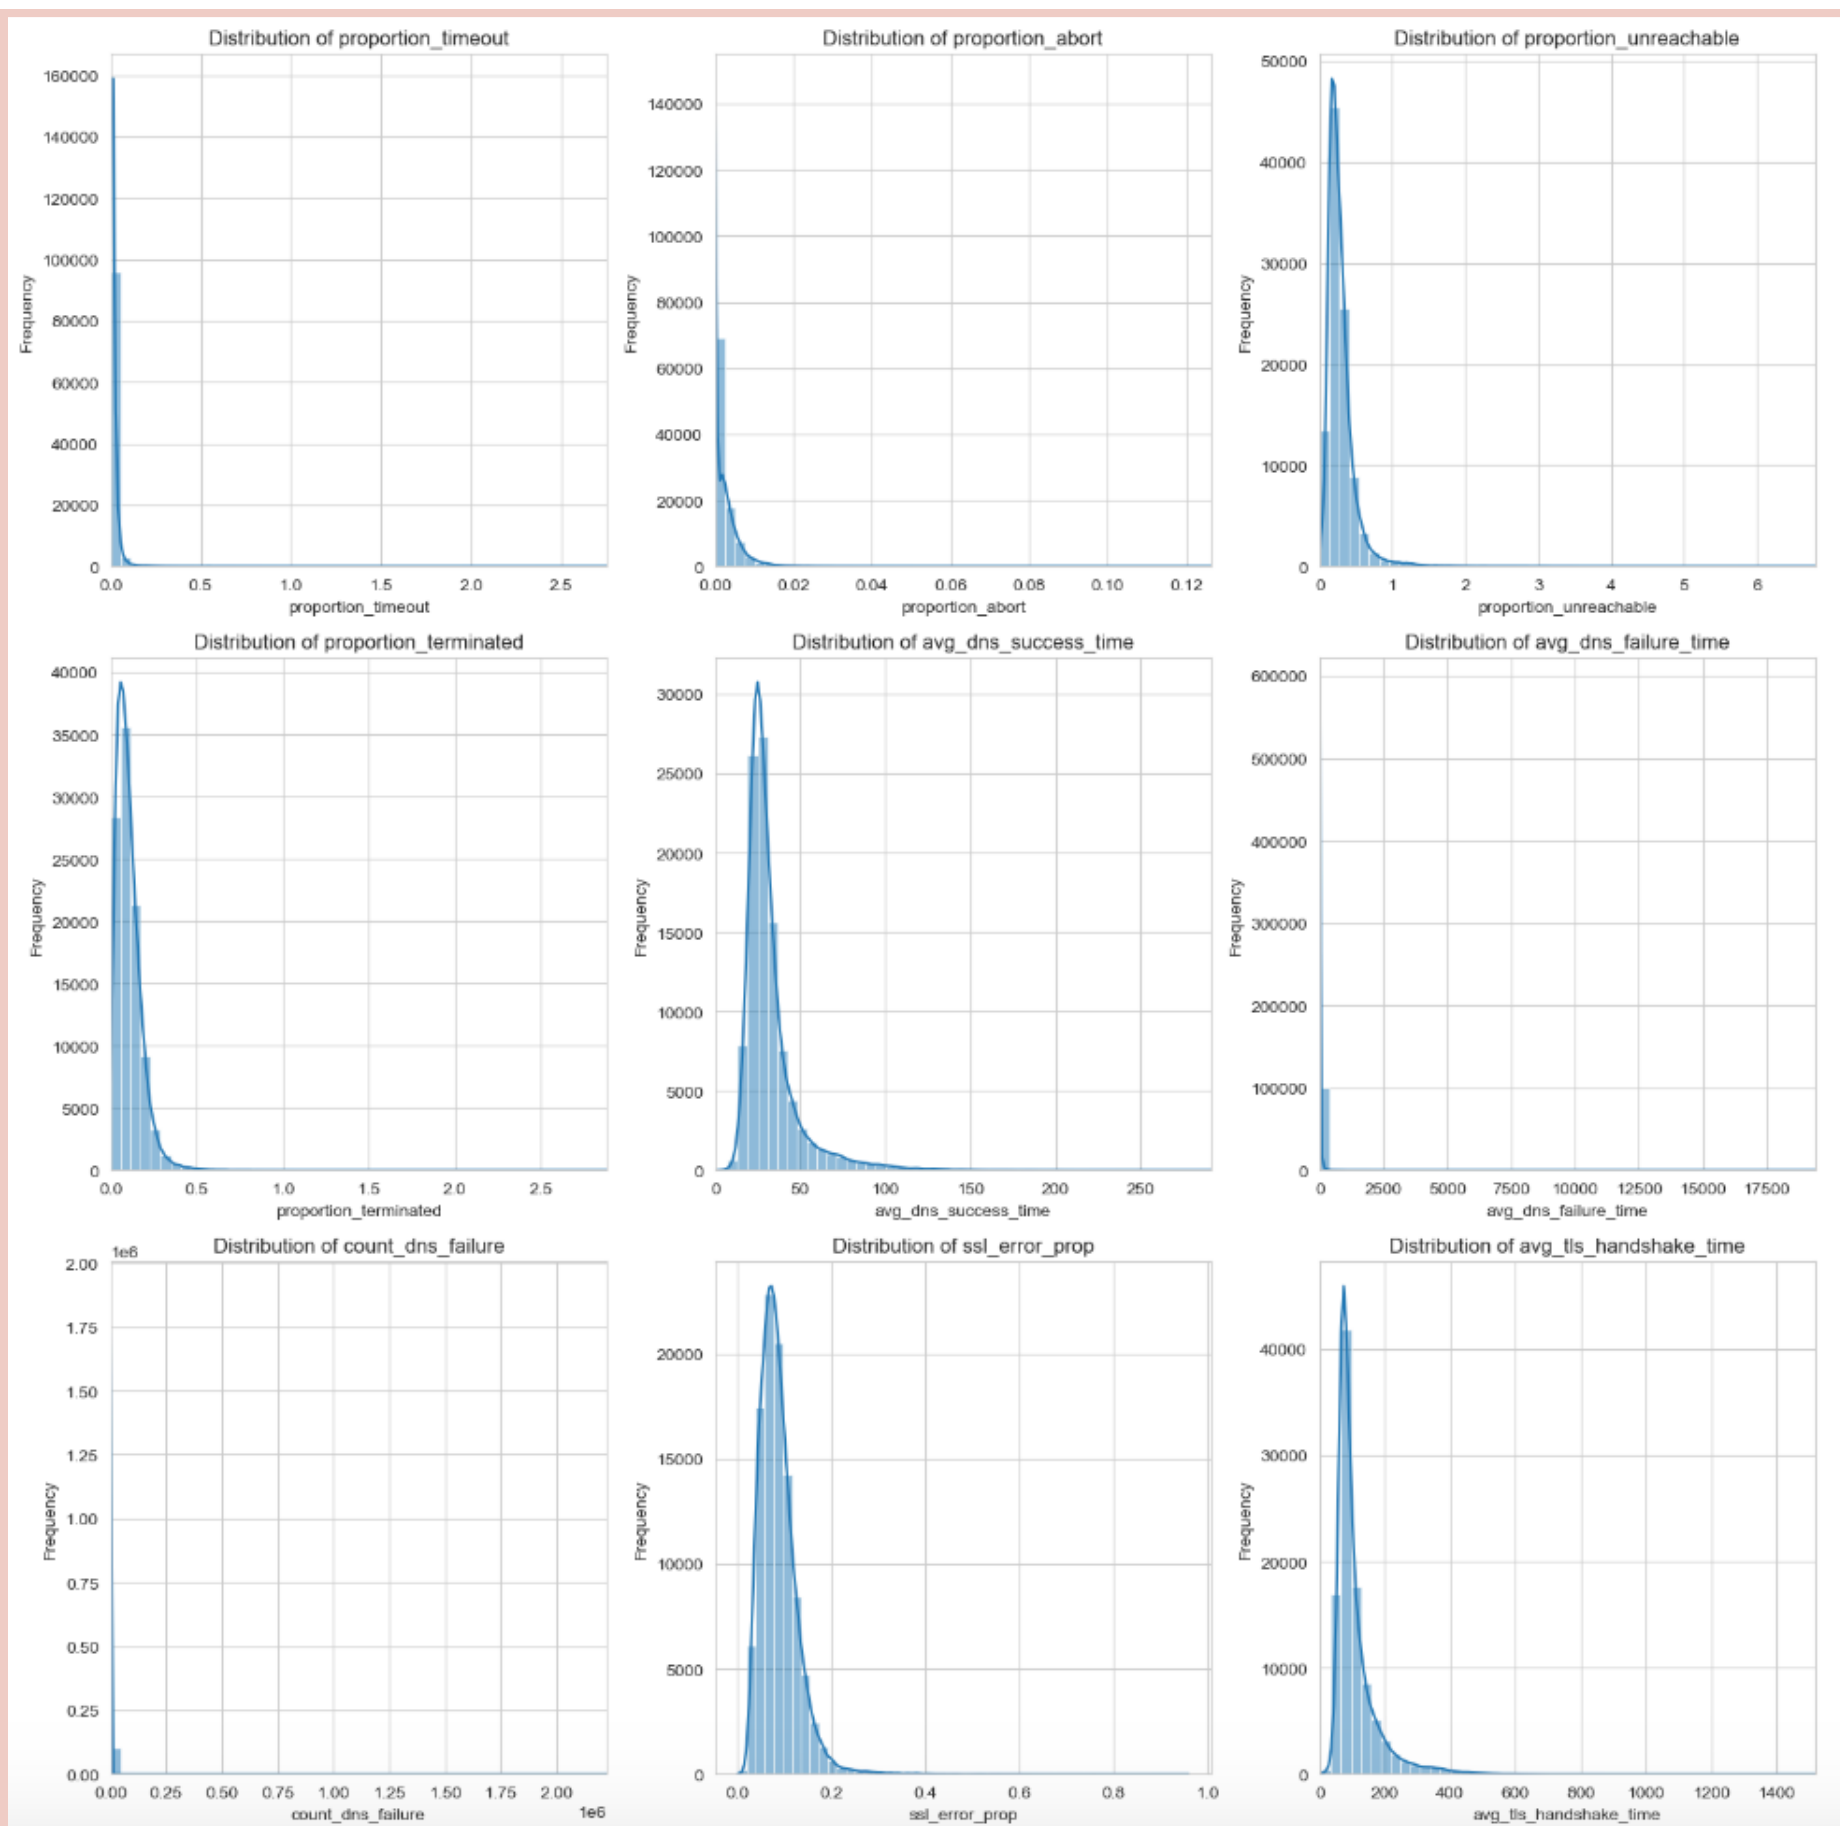 Distribution of proportion_timeout
160000
140000
120000
100000
80000
60000
40000
20000
0
Frequency
0.0 0.5 1.0 1.5 2.0 2.5
proportion_timeout
Distribution of proportion_abort
140000
120000
100000
80000
60000
40000
20000
0
Frequency
0.00 0.02 0.04 0.06 0.08 0.10 0.12
proportion_abort
Distribution of proportion_unreachable
50000
40000
30000
20000
10000
0
Frequency
0 1 2 3 4 5 6
proportion_unreachable
Distribution of proportion_terminated
40000
35000
30000
25000
20000
15000
10000
5000
0
Frequency
0.0 0.5 1.0 1.5 2.0 2.5
proportion_terminated
Distribution of avg_dns_success_time
30000
25000
20000
15000
10000
5000
0
Frequency
0 50 100 150 200 250
avg_dns_success_time
Distribution of avg_dns_failure_time
600000
500000
400000
300000
200000
100000
0
Frequency
0 2500 5000 7500 10000 12500 15000 17500
avg_dns_failure_time
Distribution of count_dns_failure
1e6
2.00
1.75
1.50
1.25
1.00
0.75
0.50
0.25
0.00
Frequency
0.00 0.25 0.50 0.75 1.00 1.25 1.50 1.75 2.00
count_dns_failure
1e6
Distribution of ssl_error_prop
20000
15000
10000
5000
0
Frequency
0.0 0.2 0.4 0.6 0.8 1.0
ssl_error_prop
Distribution of avg_tls_handshake_time
40000
30000
20000
10000
0
Frequency
0 200 400 600 800 1000 1200 1400
avg_tls_handshake_time